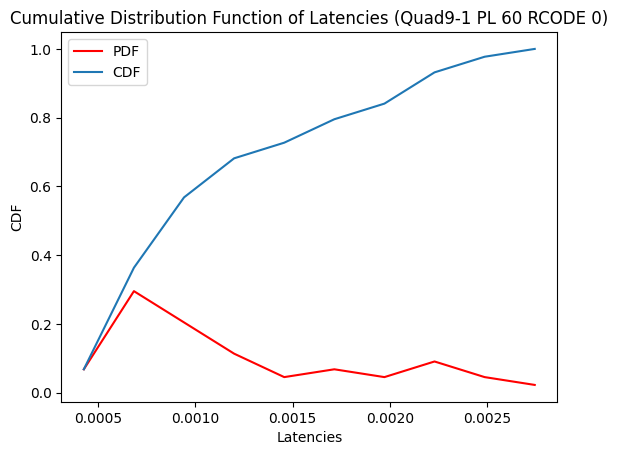 Cumulative Distribution Function of Latencies (Quad9-1 PL 60 RCODE 0)
PDF
CDF
1.0
0.8
0.6
0.4
0.2
0.0
CDF
0.0005 0.0010 0.0015 0.0020 0.0025
Latencies